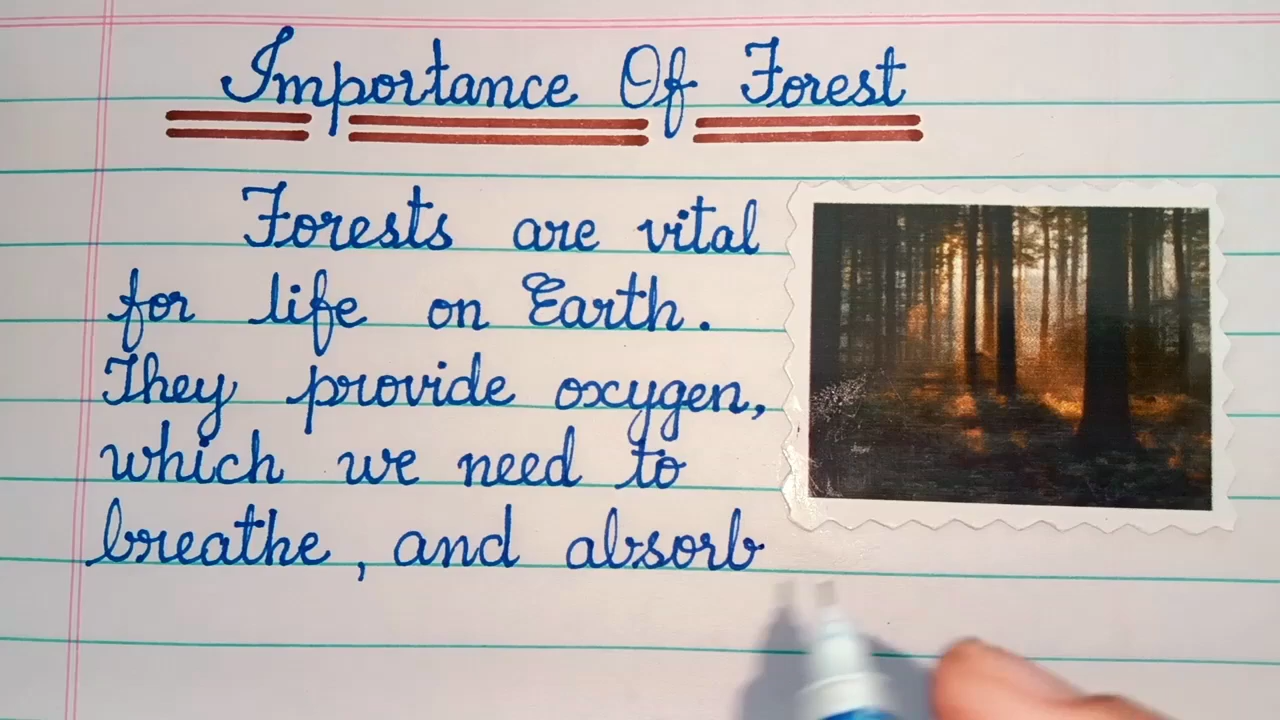 Importance Of Forest
Forests are vital
for life on Earth.
They provide oxygen,
which we need to
breathe, and absorb